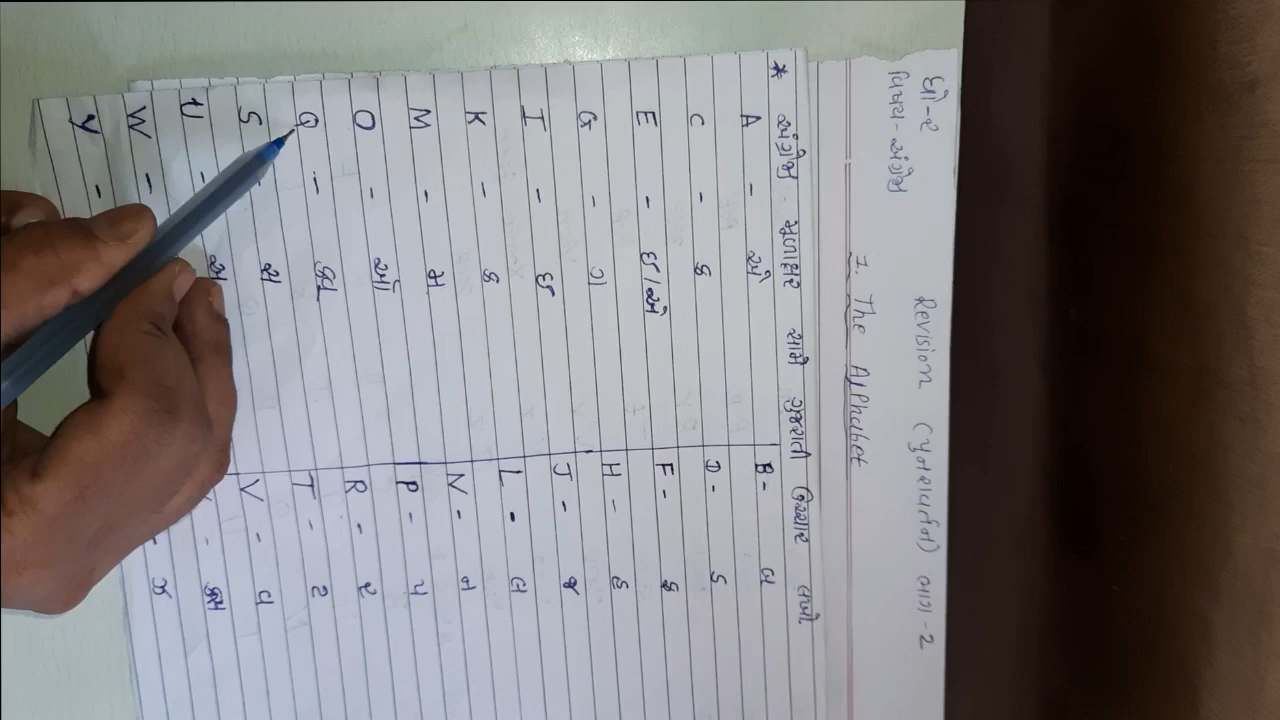 ધો-૨ Revision (પુનરાવર્તન) ભાગ-2
વિષય-અંગ્રેજી
1. The Alphabet
* અંગ્રેજી મૂળાક્ષર સામે ગુજરાતી ઉચ્ચાર લખો
A - એ B - બ
C - ક D - ડ
E - ઈ/એ F - ફ
G - ગ H - હ
I - ઈ J - જ
K - ક L - લ
M - મ N - ન
O - ઓ P - પ
Q - ક્વ R - ર
S - સ T - ટ
U - અ V - વ
W -
Y -